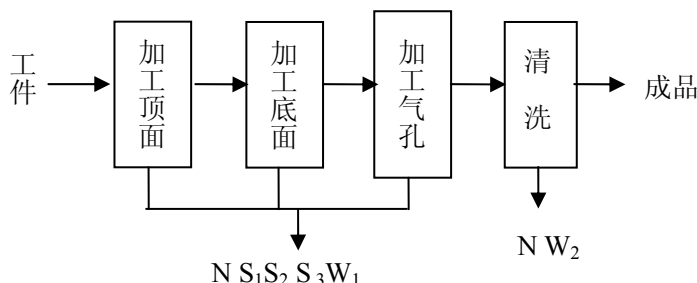 工件
加工顶面
加工底面
加工气孔
清洗
成品
N S₁S₂ S₃W₁
N W₂